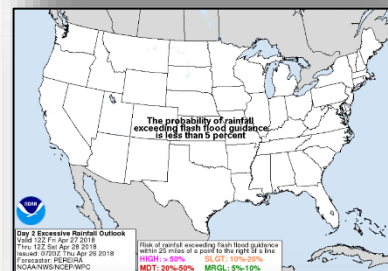 The probability of rainfall
exceeding flash flood guidance
is less than 5 percent
noaa
Day 2 Excessive Rainfall Outlook
Valid 12Z Fri Apr 27 2018
Thru 12Z Sat Apr 28 2018
Issued: 0720Z Thu Apr 26 2018
Forecaster: PEREIRA
NOAA/NWS/NCEP/WPC
Risk of rainfall exceeding flash flood guidance
within 25 miles of a point to the right of a line
HIGH: > 50% SLGT: 10%-20%
MDT: 20%-50% MRGL: 5%-10%